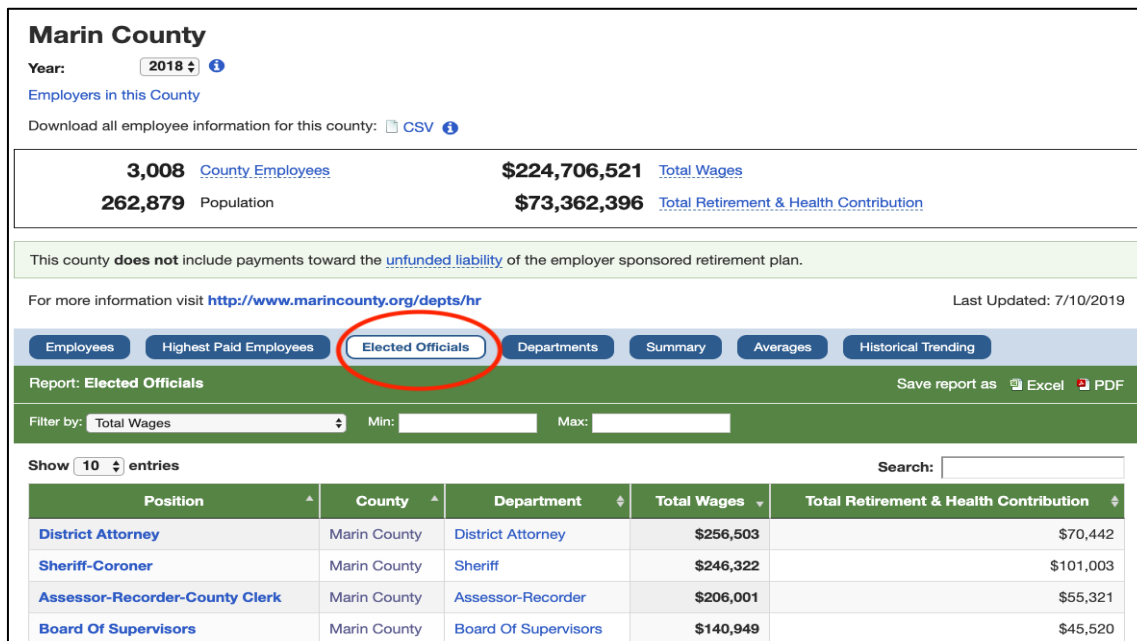 Marin County
Year: 2018
Employers in this County
Download all employee information for this county: CSV
3,008 County Employees $224,706,521 Total Wages
262,879 Population $73,362,396 Total Retirement & Health Contribution
This county does not include payments toward the unfunded liability of the employer sponsored retirement plan.
For more information visit http://www.marincounty.org/depts/hr Last Updated: 7/10/2019
Employees Highest Paid Employees Elected Officials Departments Summary Averages Historical Trending
Report: Elected Officials Save report as Excel PDF
Filter by: Total Wages Min: Max:
Show 10 entries Search:
Position County Department Total Wages Total Retirement & Health Contribution
District Attorney Marin County District Attorney $256,503 $70,442
Sheriff-Coroner Marin County Sheriff $246,322 $101,003
Assessor-Recorder-County Clerk Marin County Assessor-Recorder $206,001 $55,321
Board Of Supervisors Marin County Board Of Supervisors $140,949 $45,520